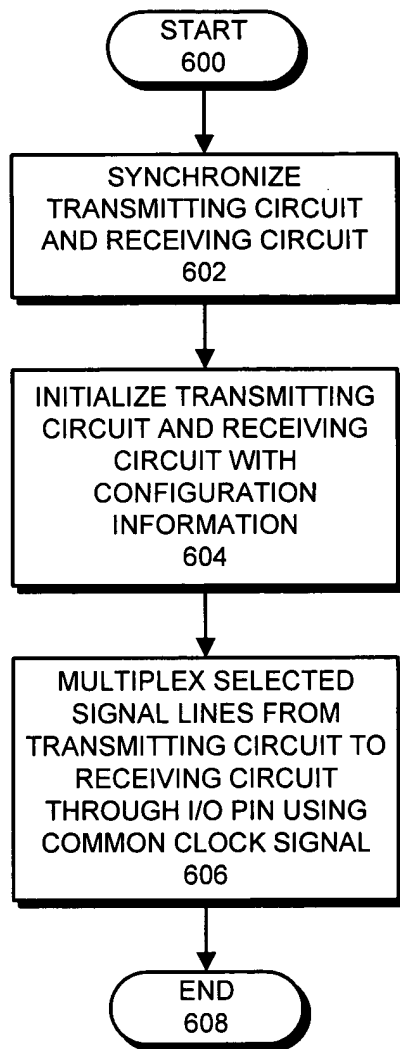 START
600
SYNCHRONIZE
TRANSMITTING CIRCUIT
AND RECEIVING CIRCUIT
602
INITIALIZE TRANSMITTING
CIRCUIT AND RECEIVING
CIRCUIT WITH
CONFIGURATION
INFORMATION
604
MULTIPLEX SELECTED
SIGNAL LINES FROM
TRANSMITTING CIRCUIT TO
RECEIVING CIRCUIT
THROUGH I/O PIN USING
COMMON CLOCK SIGNAL
606
END
608